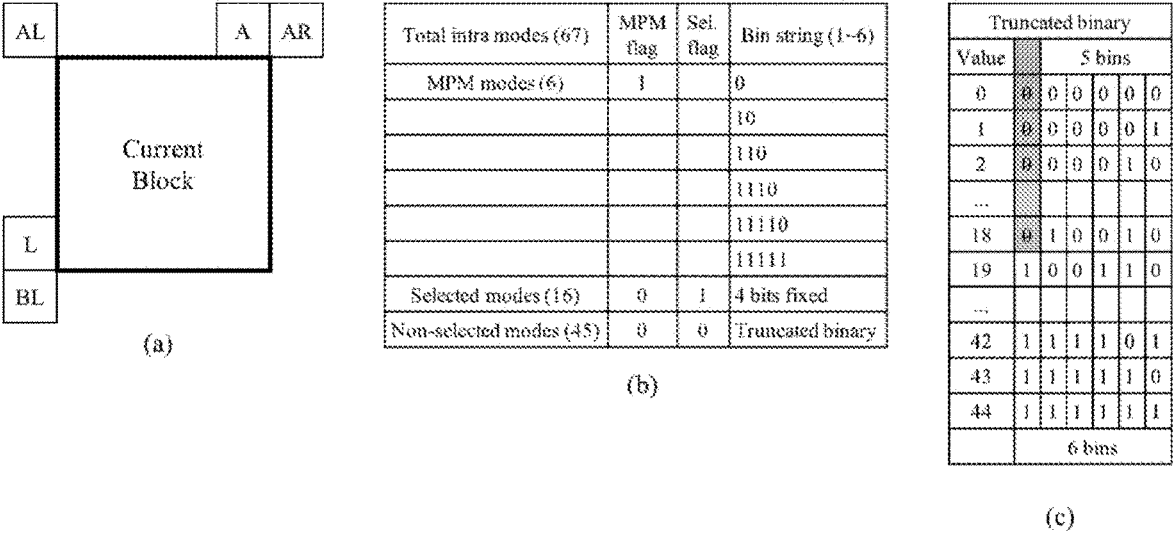 AL A AR
Current
Block
L
BL
(a)
Total intra modes (67) MPM flag Sel. flag Bin string (1~6)
MPM modes (6) 1 0
10
110
1110
11110
11111
Selected modes (16) 0 1 4 bits fixed
Non-selected modes (45) 0 0 Truncated binary
(b)
Truncated binary
Value 5 bins
0 0 0 0 0 0 0
1 0 0 0 0 0 1
2 0 0 0 0 1 0
...
18 0 1 0 0 1 0
19 1 0 0 1 1 0
...
42 1 1 1 1 0 1
43 1 1 1 1 1 0
44 1 1 1 1 1 1
6 bins
(c)